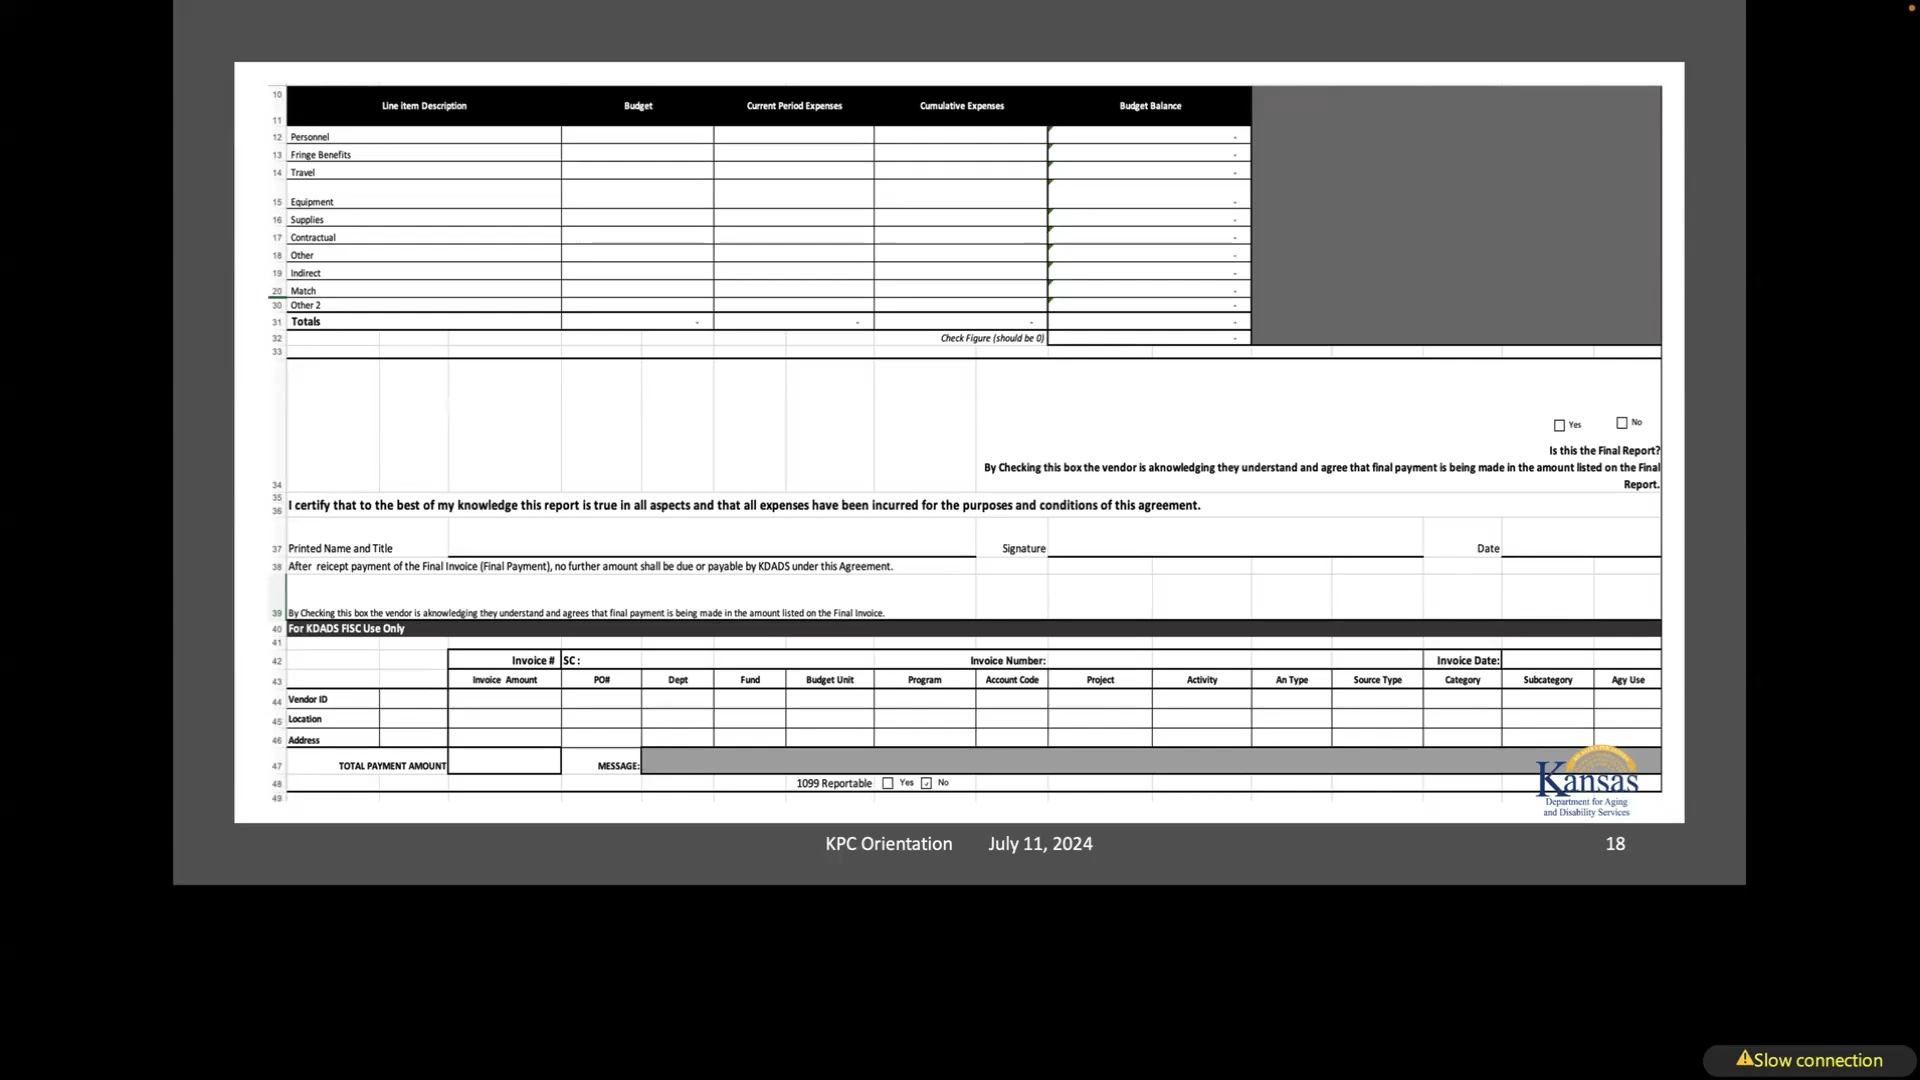 10
Line item Description Budget Current Period Expenses Cumulative Expenses Budget Balance
11
12 Personnel -
13 Fringe Benefits -
14 Travel -
15 Equipment -
16 Supplies -
17 Contractual -
18 Other -
19 Indirect -
20 Match -
30 Other 2 -
31 Totals - - - -
32 Check Figure (should be 0) -
33
Yes No
Is this the Final Report?
By Checking this box the vendor is aknowledging they understand and agree that final payment is being made in the amount listed on the Final
34 Report.
35
36 I certify that to the best of my knowledge this report is true in all aspects and that all expenses have been incurred for the purposes and conditions of this agreement.
37 Printed Name and Title Signature Date
38 After reicept payment of the Final Invoice (Final Payment), no further amount shall be due or payable by KDADS under this Agreement.
39 By Checking this box the vendor is aknowledging they understand and agrees that final payment is being made in the amount listed on the Final Invoice.
40 For KDADS FISC Use Only
41
42 Invoice # SC: Invoice Number: Invoice Date:
43 Invoice Amount PO# Dept Fund Budget Unit Program Account Code Project Activity An Type Source Type Category Subcategory Agy Use
44 Vendor ID
45 Location
46 Address
47 TOTAL PAYMENT AMOUNT MESSAGE:
48 1099 Reportable Yes No
49
Kansas
Department for Aging
and Disability Services
KPC Orientation July 11, 2024 18
Slow connection